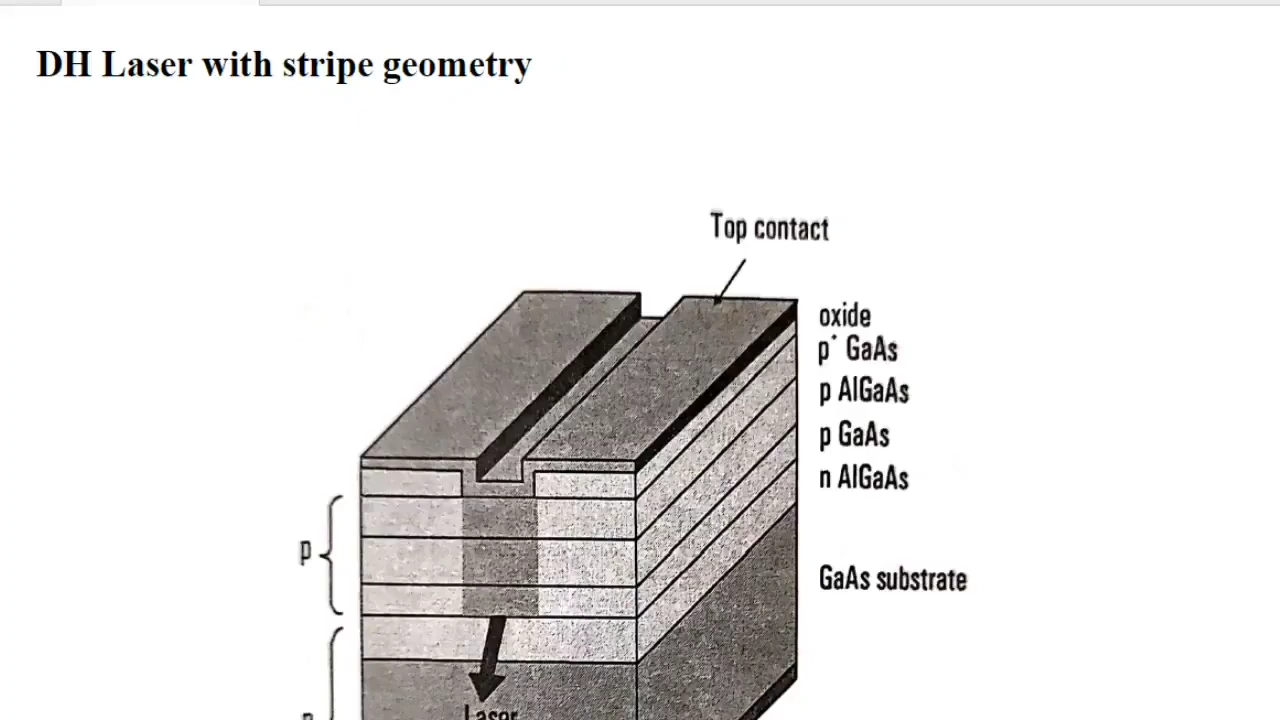 DH Laser with stripe geometry
Top contact
oxide
p⁺ GaAs
p AlGaAs
p GaAs
n AlGaAs
p
GaAs substrate
Laser